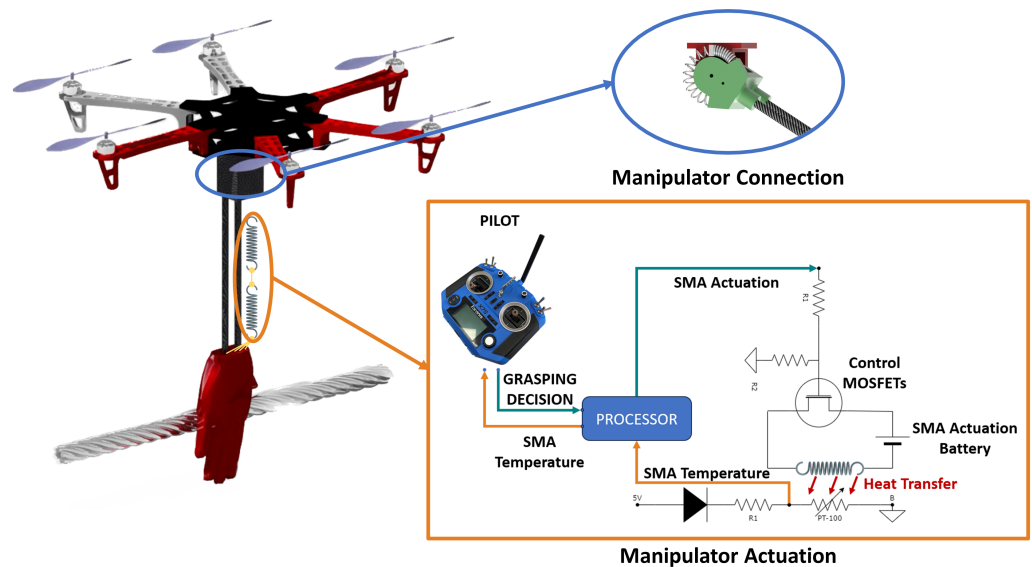 Manipulator Connection
PILOT
SMA Actuation
R1
R2
Control
MOSFETs
GRASPING
DECISION
PROCESSOR
SMA
Temperature
SMA Actuation
Battery
SMA Temperature
Heat Transfer
5V
R1
PT-100
B
Manipulator Actuation